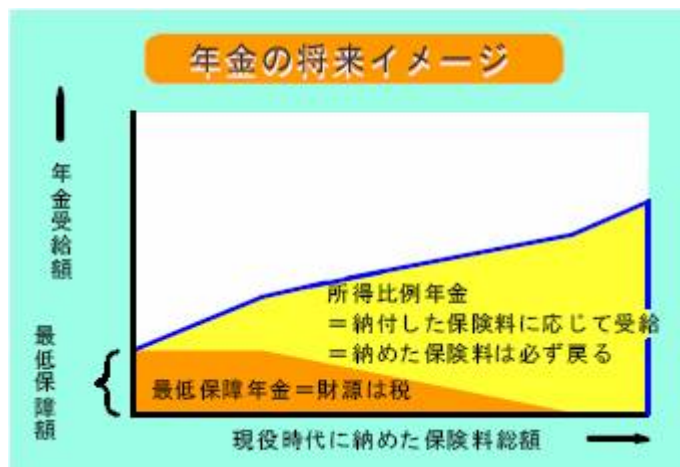 年金の将来イメージ
年金受給額
最低保障額
所得比例年金
＝納付した保険料に応じて受給
＝納めた保険料は必ず戻る
最低保障年金＝財源は税
現役時代に納めた保険料総額